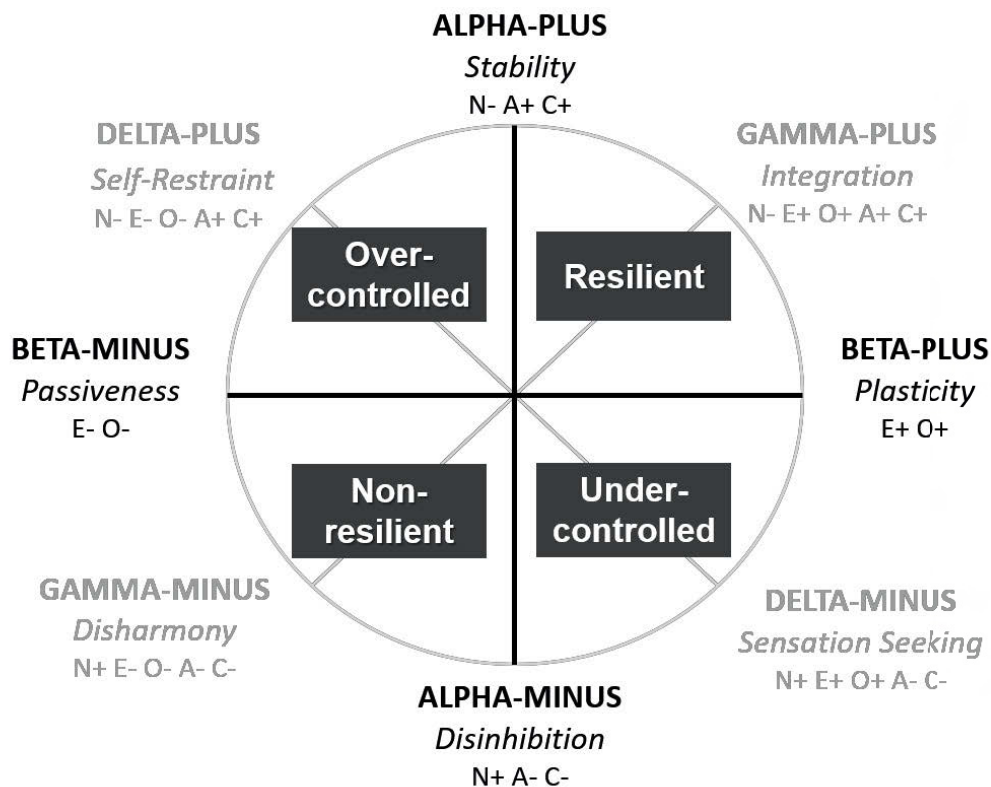 ALPHA-PLUS
Stability
N- A+ C+
DELTA-PLUS
Self-Restraint
N- E- O- A+ C+
GAMMA-PLUS
Integration
N- E+ O+ A+ C+
Over-
controlled
Resilient
BETA-MINUS
Passiveness
E- O-
BETA-PLUS
Plasticity
E+ O+
Non-
resilient
Under-
controlled
GAMMA-MINUS
Disharmony
N+ E- O- A- C-
DELTA-MINUS
Sensation Seeking
N+ E+ O+ A- C-
ALPHA-MINUS
Disinhibition
N+ A- C-